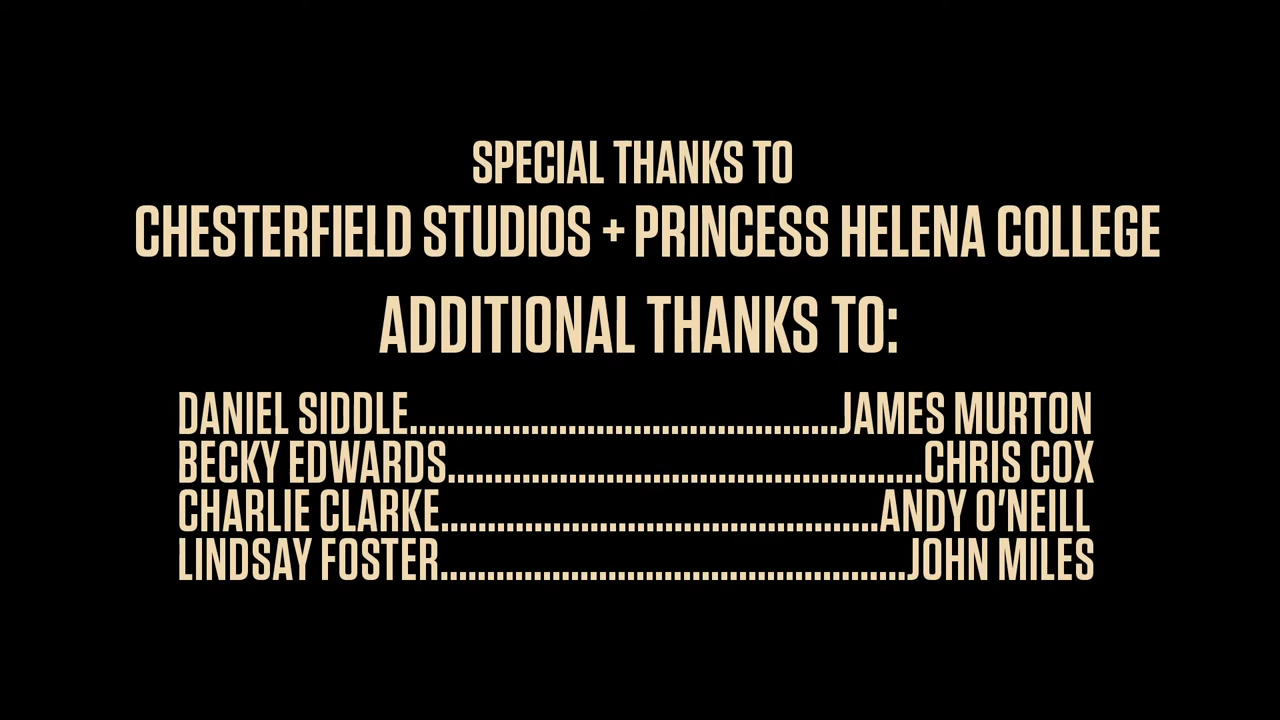 SPECIAL THANKS TO
CHESTERFIELD STUDIOS + PRINCESS HELENA COLLEGE
ADDITIONAL THANKS TO:
DANIEL SIDDLE..............................................JAMES MURTON
BECKY EDWARDS...................................................CHRIS COX
CHARLIE CLARKE...............................................ANDY O'NEILL
LINDSAY FOSTER..................................................JOHN MILES